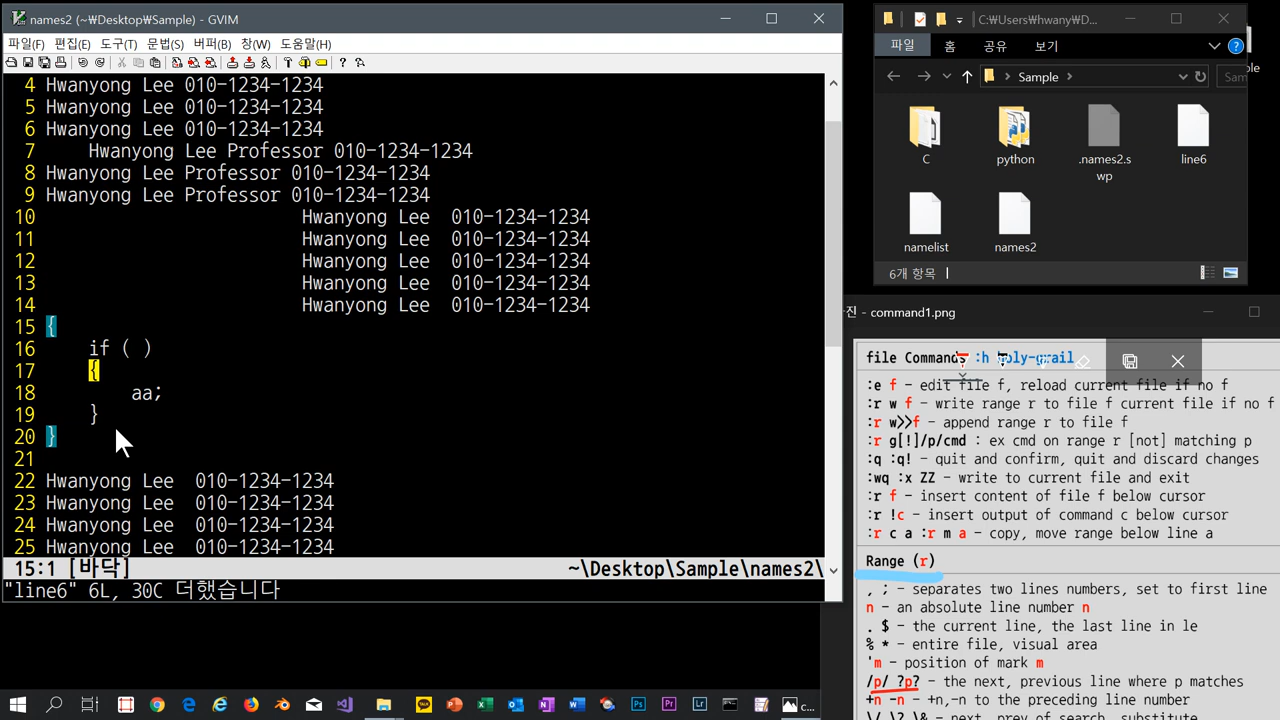 names2 (~₩Desktop₩Sample) - GVIM
파일(F) 편집(E) 도구(T) 문법(S) 버퍼(B) 창(W) 도움말(H)
4 Hwanyong Lee 010-1234-1234
5 Hwanyong Lee 010-1234-1234
6 Hwanyong Lee 010-1234-1234
7 Hwanyong Lee Professor 010-1234-1234
8 Hwanyong Lee Professor 010-1234-1234
9 Hwanyong Lee Professor 010-1234-1234
10 Hwanyong Lee 010-1234-1234
11 Hwanyong Lee 010-1234-1234
12 Hwanyong Lee 010-1234-1234
13 Hwanyong Lee 010-1234-1234
14 Hwanyong Lee 010-1234-1234
15 {
16 if ( )
17 {
18 aa;
19 }
20 }
21
22 Hwanyong Lee 010-1234-1234
23 Hwanyong Lee 010-1234-1234
24 Hwanyong Lee 010-1234-1234
25 Hwanyong Lee 010-1234-1234
15:1 [바닥] ~\Desktop\Sample\names2\
"line6" 6L, 30C 더했습니다
C:₩Users₩hwany₩D...
파일 홈 공유 보기
Sample
Sam
C
python
.names2.s
wp
line6
namelist
names2
6개 항목
진 - command1.png
file Commands :h holy-grail
:e f - edit file f, reload current file if no f
:r w f - write range r to file f current file if no f
:r w>>f - append range r to file f
:r g[!]/p/cmd : ex cmd on range r [not] matching p
:q :q! - quit and confirm, quit and discard changes
:wq :x ZZ - write to current file and exit
:r f - insert content of file f below cursor
:r !c - insert output of command c below cursor
:r c a :r m a - copy, move range below line a
Range (r)
, ; - separates two lines numbers, set to first line
n - an absolute line number n
. $ - the current line, the last line in le
% * - entire file, visual area
'm - position of mark m
/p/ ?p? - the next, previous line where p matches
+n -n - +n,-n to the preceding line number
\/ \? \& - next, prev of search, substitute